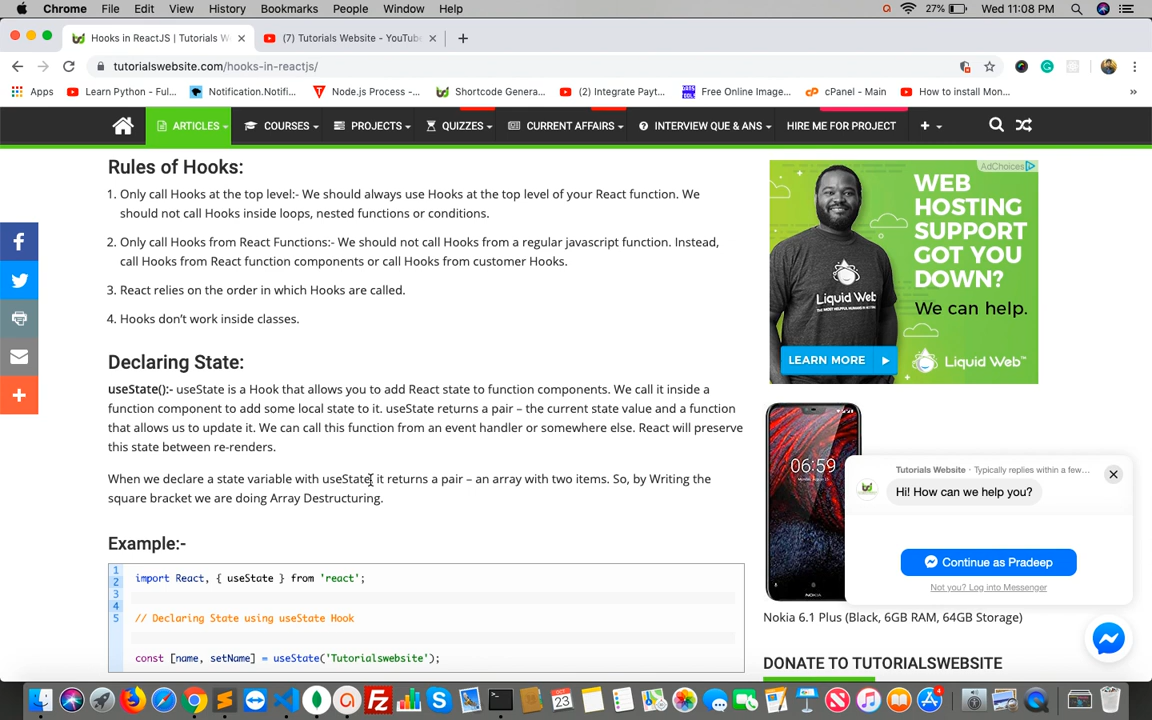 Chrome File Edit View History Bookmarks People Window Help 27% Wed 11:08 PM
Hooks in ReactJS | Tutorials W (7) Tutorials Website - YouTube
tutorialswebsite.com/hooks-in-reactjs/
Apps Learn Python - Ful... Notification.Notifi... Node.js Process -... Shortcode Genera... (2) Integrate Payt... Free Online Image... cPanel - Main How to install Mon...
ARTICLES COURSES PROJECTS QUIZZES CURRENT AFFAIRS INTERVIEW QUE & ANS HIRE ME FOR PROJECT
Rules of Hooks:
1. Only call Hooks at the top level:- We should always use Hooks at the top level of your React function. We
should not call Hooks inside loops, nested functions or conditions.
2. Only call Hooks from React Functions:- We should not call Hooks from a regular javascript function. Instead,
call Hooks from React function components or call Hooks from customer Hooks.
3. React relies on the order in which Hooks are called.
4. Hooks don’t work inside classes.
Declaring State:
useState():- useState is a Hook that allows you to add React state to function components. We call it inside a
function component to add some local state to it. useState returns a pair – the current state value and a function
that allows us to update it. We can call this function from an event handler or somewhere else. React will preserve
this state between re-renders.
When we declare a state variable with useState, it returns a pair – an array with two items. So, by Writing the
square bracket we are doing Array Destructuring.
Example:-
1
2
3
4
5
import React, { useState } from 'react';
// Declaring State using useState Hook
const [name, setName] = useState('Tutorialswebsite');
AdChoices
WEB
HOSTING
SUPPORT
GOT YOU
DOWN?
We can help.
Liquid Web
LEARN MORE
Liquid Web
06:59
NOKIA
Tutorials Website • Typically replies within a few...
Hi! How can we help you?
Continue as Pradeep
Not you? Log into Messenger
Nokia 6.1 Plus (Black, 6GB RAM, 64GB Storage)
DONATE TO TUTORIALSWEBSITE
23
4